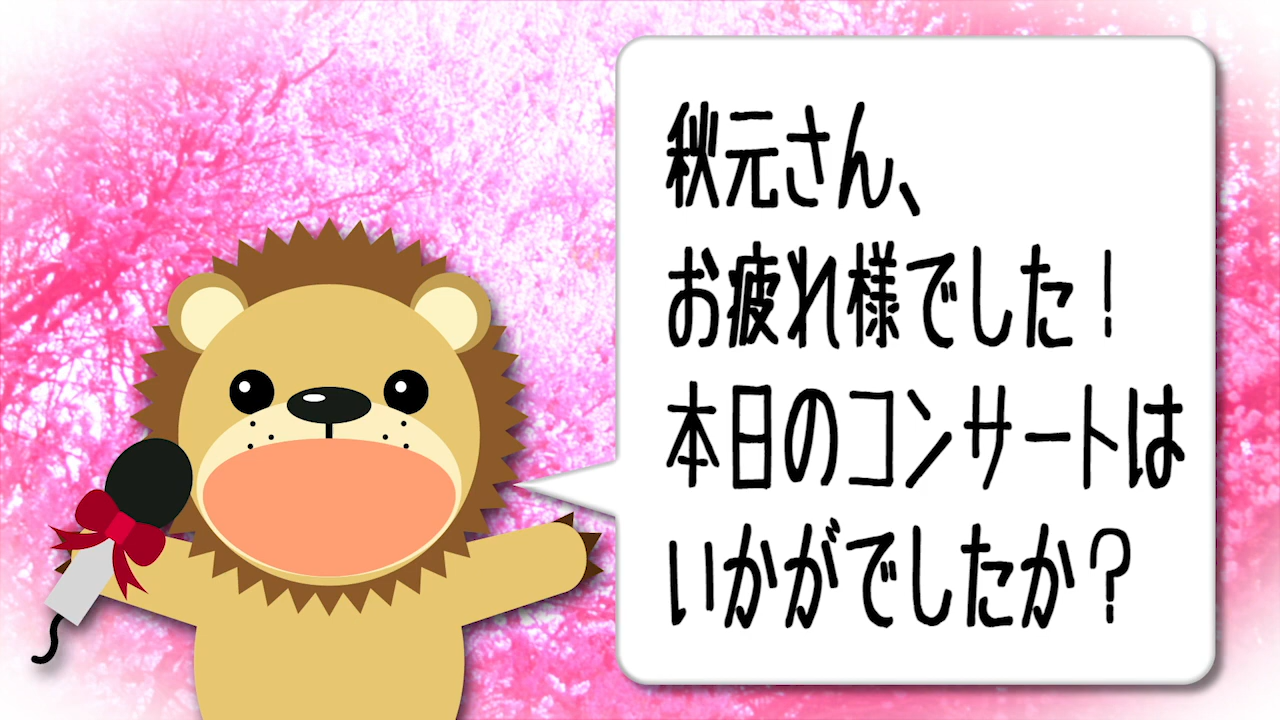 秋元さん、
お疲れ様でした！
本日のコンサートは
いかがでしたか？